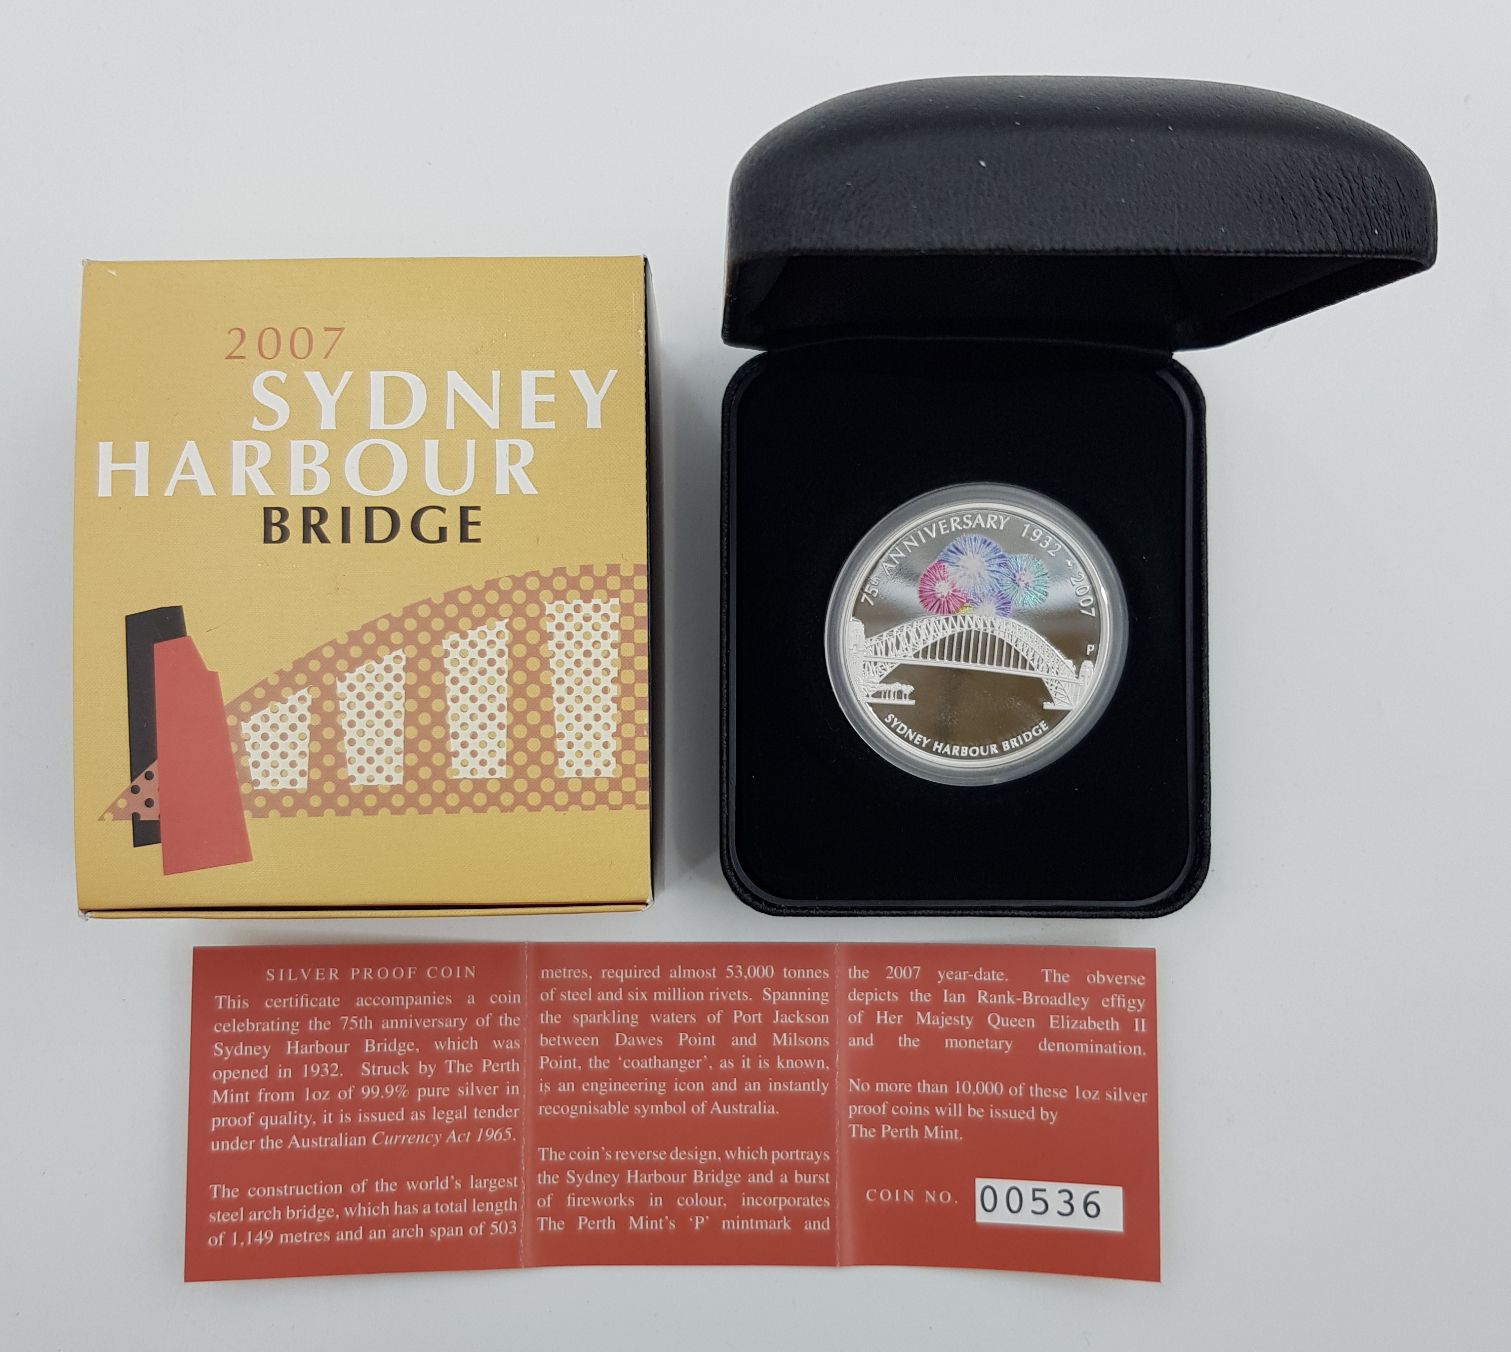 2007
SYDNEY
HARBOUR
BRIDGE
75th ANNIVERSARY 1932 ~ 2007
P
SYDNEY HARBOUR BRIDGE
SILVER PROOF COIN
This certificate accompanies a coin
celebrating the 75th anniversary of the
Sydney Harbour Bridge, which was
opened in 1932. Struck by The Perth
Mint from 1oz of 99.9% pure silver in
proof quality, it is issued as legal tender
under the Australian Currency Act 1965.
The construction of the world's largest
steel arch bridge, which has a total length
of 1,149 metres and an arch span of 503
metres, required almost 53,000 tonnes
of steel and six million rivets. Spanning
the sparkling waters of Port Jackson
between Dawes Point and Milsons
Point, the 'coathanger', as it is known,
is an engineering icon and an instantly
recognisable symbol of Australia.
The coin's reverse design, which portrays
the Sydney Harbour Bridge and a burst
of fireworks in colour, incorporates
The Perth Mint's 'P' mintmark and
the 2007 year-date. The obverse
depicts the Ian Rank-Broadley effigy
of Her Majesty Queen Elizabeth II
and the monetary denomination.
No more than 10,000 of these 1oz silver
proof coins will be issued by
The Perth Mint.
COIN NO. 00536